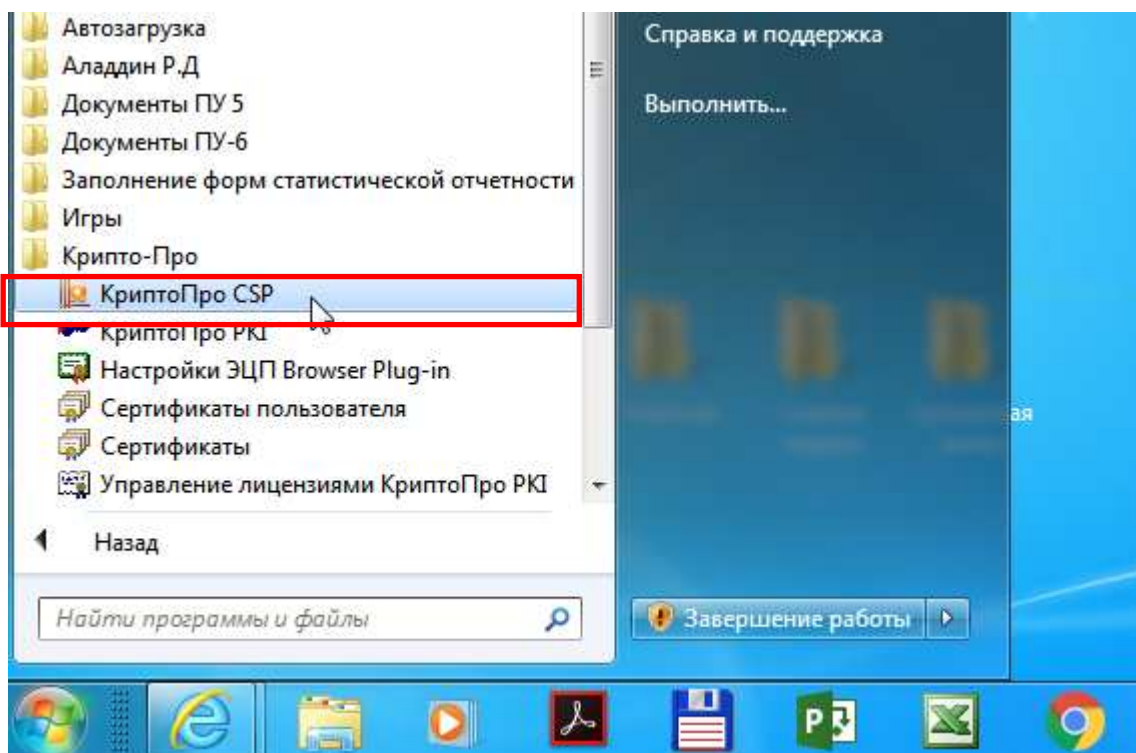 Автозагрузка
Аладдин Р.Д
Документы ПУ 5
Документы ПУ-6
Заполнение форм статистической отчетности
Игры
Крипто-Про
КриптоПро CSP
КриптоПро PKI
Настройки ЭЦП Browser Plug-in
Сертификаты пользователя
Сертификаты
Управление лицензиями КриптоПро PKI
Назад
Найти программы и файлы
Справка и поддержка
Выполнить...
ая
Завершение работы